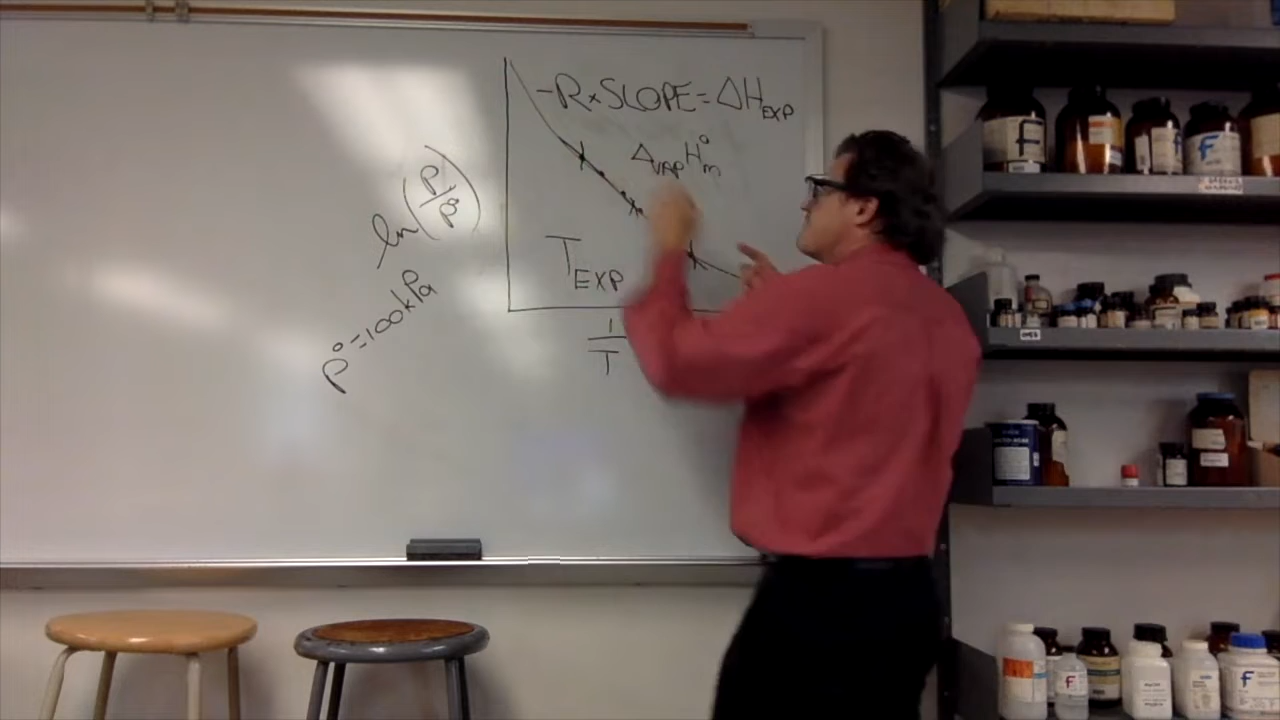 -R×SLOPE=ΔH_EXP
Δ_VAP H°_m
ln(P/P°)
T_EXP
P°=100kPa
1/T